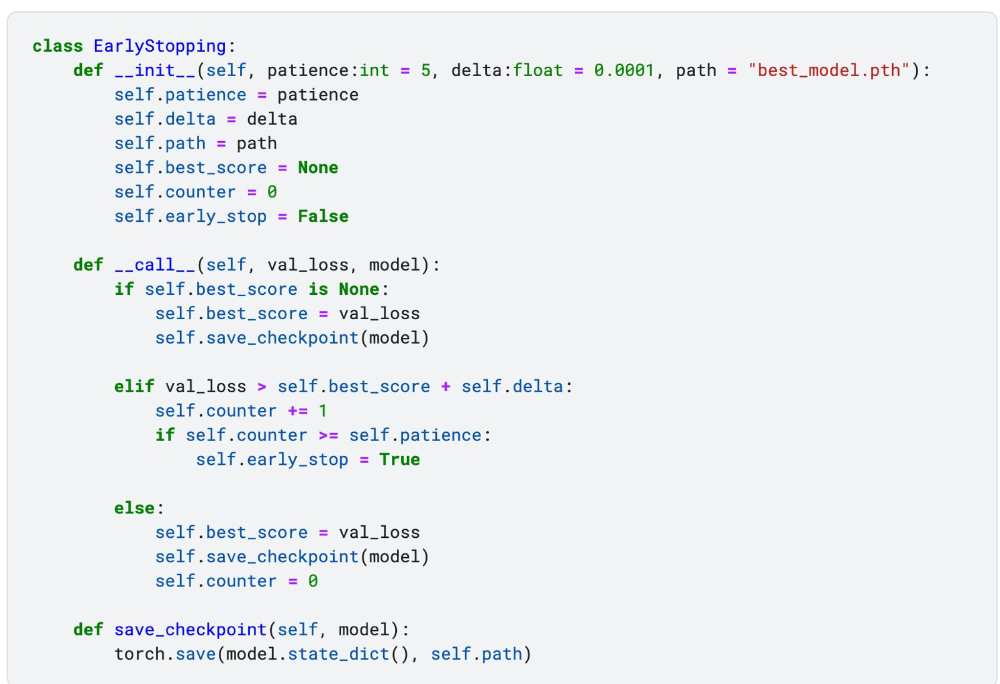 class EarlyStopping:
    def __init__(self, patience:int = 5, delta:float = 0.0001, path = "best_model.pth"):
        self.patience = patience
        self.delta = delta
        self.path = path
        self.best_score = None
        self.counter = 0
        self.early_stop = False

    def __call__(self, val_loss, model):
        if self.best_score is None:
            self.best_score = val_loss
            self.save_checkpoint(model)

        elif val_loss > self.best_score + self.delta:
            self.counter += 1
            if self.counter >= self.patience:
                self.early_stop = True

        else:
            self.best_score = val_loss
            self.save_checkpoint(model)
            self.counter = 0

    def save_checkpoint(self, model):
        torch.save(model.state_dict(), self.path)